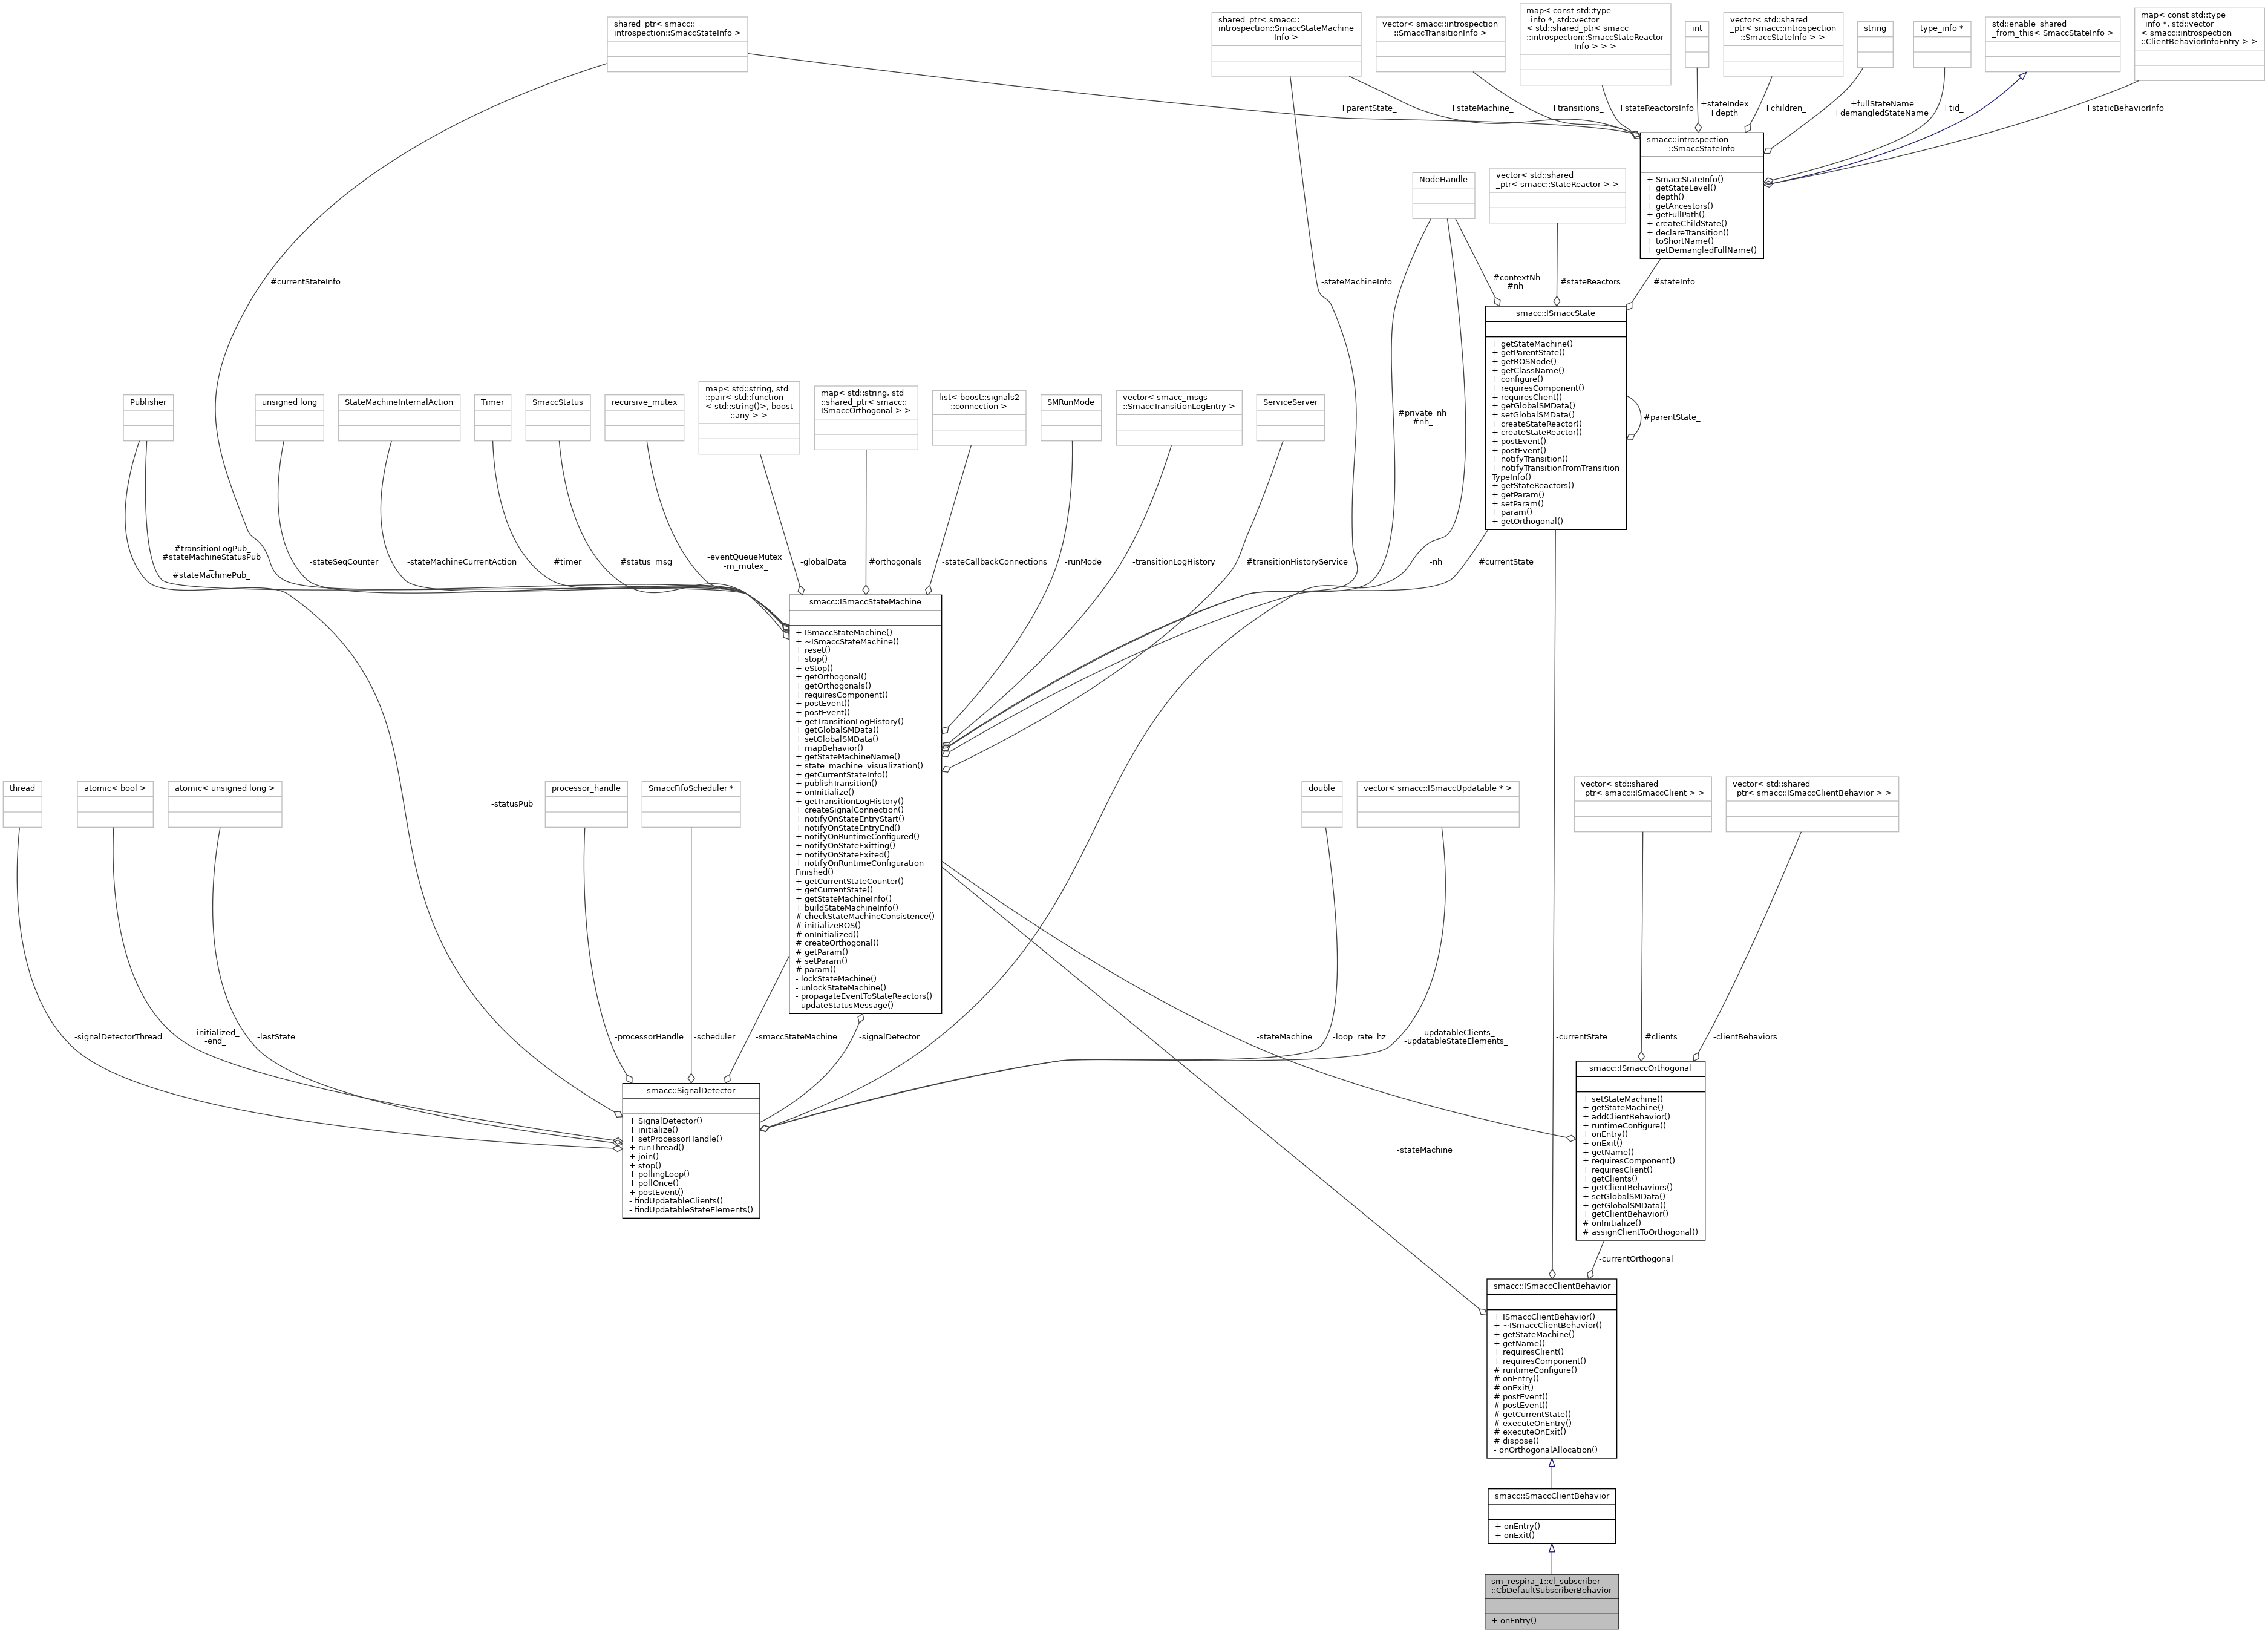 shared_ptr< smacc::
introspection::SmaccStateInfo >
shared_ptr< smacc::
introspection::SmaccStateMachine
Info >
vector< smacc::introspection
::SmaccTransitionInfo >
map< const std::type
_info *, std::vector
< std::shared_ptr< smacc
::introspection::SmaccStateReactor
Info > > >
int
vector< std::shared
_ptr< smacc::introspection
::SmaccStateInfo > >
string
type_info *
std::enable_shared
_from_this< SmaccStateInfo >
map< const std::type
_info *, std::vector
< smacc::introspection
::ClientBehaviorInfoEntry > >
+parentState_
+stateMachine_
+transitions_
+stateReactorsInfo
+stateIndex_
+depth_
+children_
+fullStateName
+demangledStateName
+tid_
+staticBehaviorInfo
smacc::introspection
::SmaccStateInfo
+ SmaccStateInfo()
+ getStateLevel()
+ depth()
+ getAncestors()
+ getFullPath()
+ createChildState()
+ declareTransition()
+ toShortName()
+ getDemangledFullName()
NodeHandle
vector< std::shared
_ptr< smacc::StateReactor > >
#currentStateInfo_
-stateMachineInfo_
#contextNh
#nh
#stateReactors_
#stateInfo_
smacc::ISmaccState
+ getStateMachine()
+ getParentState()
+ getROSNode()
+ getClassName()
+ configure()
+ requiresComponent()
+ requiresClient()
+ getGlobalSMData()
+ setGlobalSMData()
+ createStateReactor()
+ createStateReactor()
+ postEvent()
+ postEvent()
+ notifyTransition()
+ notifyTransitionFromTransition
TypeInfo()
+ getStateReactors()
+ getParam()
+ setParam()
+ param()
+ getOrthogonal()
#parentState_
#private_nh_
#nh_
Publisher
unsigned long
StateMachineInternalAction
Timer
SmaccStatus
recursive_mutex
map< std::string, std
::pair< std::function
< std::string()>, boost
::any > >
map< std::string, std
::shared_ptr< smacc::
ISmaccOrthogonal > >
list< boost::signals2
::connection >
SMRunMode
vector< smacc_msgs
::SmaccTransitionLogEntry >
ServiceServer
#transitionLogPub_
#stateMachineStatusPub
_
#stateMachinePub_
-stateSeqCounter_
-stateMachineCurrentAction
#timer_
#status_msg_
-eventQueueMutex_
-m_mutex_
-globalData_
#orthogonals_
-stateCallbackConnections
-runMode_
-transitionLogHistory_
#transitionHistoryService_
-nh_
#currentState_
smacc::ISmaccStateMachine
+ ISmaccStateMachine()
+ ~ISmaccStateMachine()
+ reset()
+ stop()
+ eStop()
+ getOrthogonal()
+ getOrthogonals()
+ requiresComponent()
+ postEvent()
+ postEvent()
+ getTransitionLogHistory()
+ getGlobalSMData()
+ setGlobalSMData()
+ mapBehavior()
+ getStateMachineName()
+ state_machine_visualization()
+ getCurrentStateInfo()
+ publishTransition()
+ onInitialize()
+ getTransitionLogHistory()
+ createSignalConnection()
+ notifyOnStateEntryStart()
+ notifyOnStateEntryEnd()
+ notifyOnRuntimeConfigured()
+ notifyOnStateExitting()
+ notifyOnStateExited()
+ notifyOnRuntimeConfiguration
Finished()
+ getCurrentStateCounter()
+ getCurrentState()
+ getStateMachineInfo()
+ buildStateMachineInfo()
# checkStateMachineConsistence()
# initializeROS()
# onInitialized()
# createOrthogonal()
# getParam()
# setParam()
# param()
- lockStateMachine()
- unlockStateMachine()
- propagateEventToStateReactors()
- updateStatusMessage()
thread
atomic< bool >
atomic< unsigned long >
-statusPub_
processor_handle
SmaccFifoScheduler *
double
vector< smacc::ISmaccUpdatable * >
vector< std::shared
_ptr< smacc::ISmaccClient > >
vector< std::shared
_ptr< smacc::ISmaccClientBehavior > >
-signalDetectorThread_
-initialized_
-end_
-lastState_
-processorHandle_
-scheduler_
-smaccStateMachine_
-signalDetector_
-stateMachine_
-loop_rate_hz
-updatableClients_
-updatableStateElements_
-currentState
#clients_
-clientBehaviors_
smacc::SignalDetector
+ SignalDetector()
+ initialize()
+ setProcessorHandle()
+ runThread()
+ join()
+ stop()
+ pollingLoop()
+ pollOnce()
+ postEvent()
- findUpdatableClients()
- findUpdatableStateElements()
smacc::ISmaccOrthogonal
+ setStateMachine()
+ getStateMachine()
+ addClientBehavior()
+ runtimeConfigure()
+ onEntry()
+ onExit()
+ getName()
+ requiresComponent()
+ requiresClient()
+ getClients()
+ getClientBehaviors()
+ setGlobalSMData()
+ getGlobalSMData()
+ getClientBehavior()
# onInitialize()
# assignClientToOrthogonal()
-stateMachine_
-currentOrthogonal
smacc::ISmaccClientBehavior
+ ISmaccClientBehavior()
+ ~ISmaccClientBehavior()
+ getStateMachine()
+ getName()
+ requiresClient()
+ requiresComponent()
# runtimeConfigure()
# onEntry()
# onExit()
# postEvent()
# postEvent()
# getCurrentState()
# executeOnEntry()
# executeOnExit()
# dispose()
- onOrthogonalAllocation()
smacc::SmaccClientBehavior
+ onEntry()
+ onExit()
sm_respira_1::cl_subscriber
::CbDefaultSubscriberBehavior
+ onEntry()